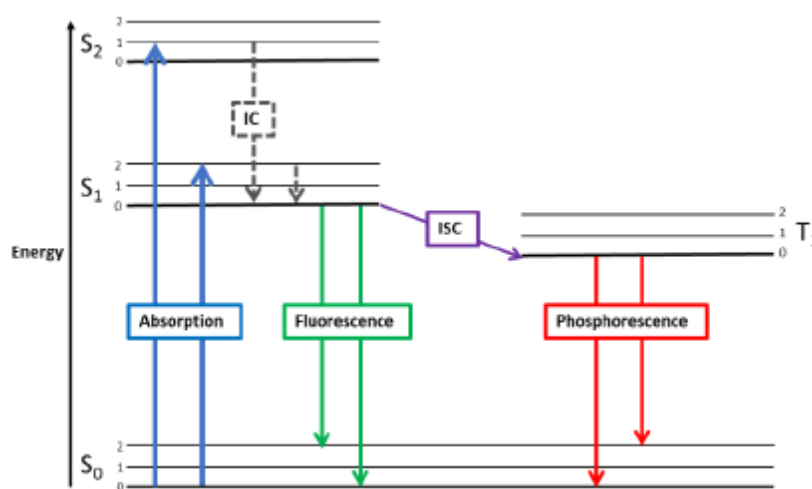 2
S2
1
0
IC
2
S1
1
0
ISC
2
1
0
T
Energy
Absorption
Fluorescence
Phosphorescence
2
S0
1
0